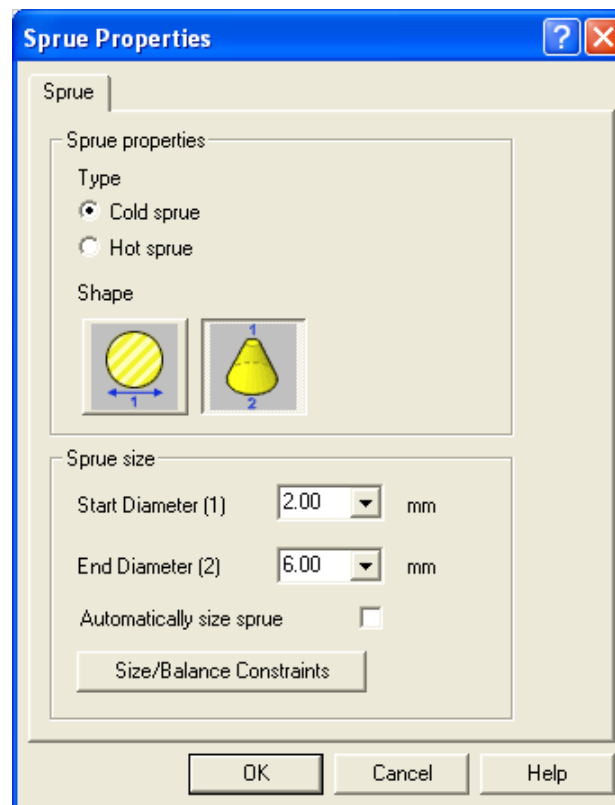 Sprue Properties
Sprue
Sprue properties
Type
Cold sprue
Hot sprue
Shape
1
1
2
Sprue size
Start Diameter (1) 2.00 mm
End Diameter (2) 6.00 mm
Automatically size sprue
Size/Balance Constraints
OK Cancel Help